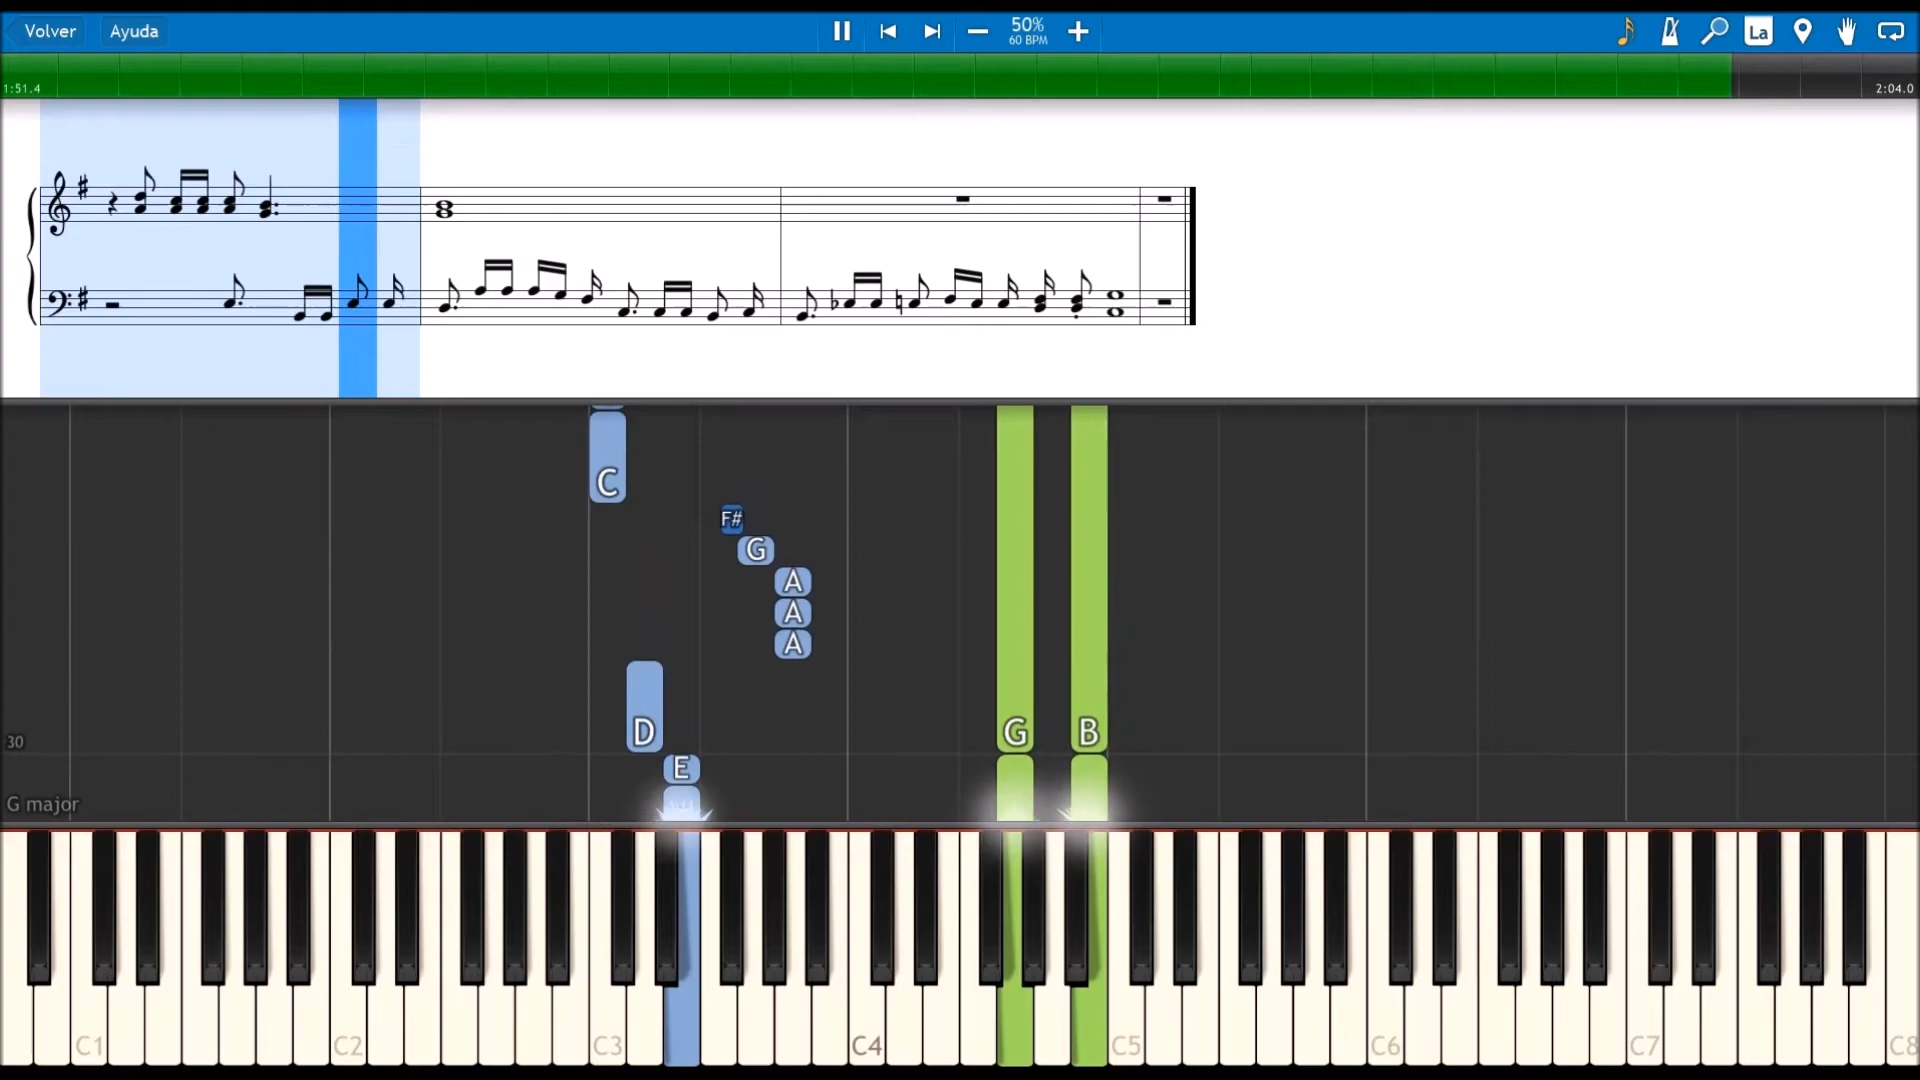 Volver Ayuda 50% La
60 BPM
1:51.4 2:04.0
C
F#
G
A
A
A
D G B
30
E
G major
C1 C2 C3 C4 C5 C6 C7 C8